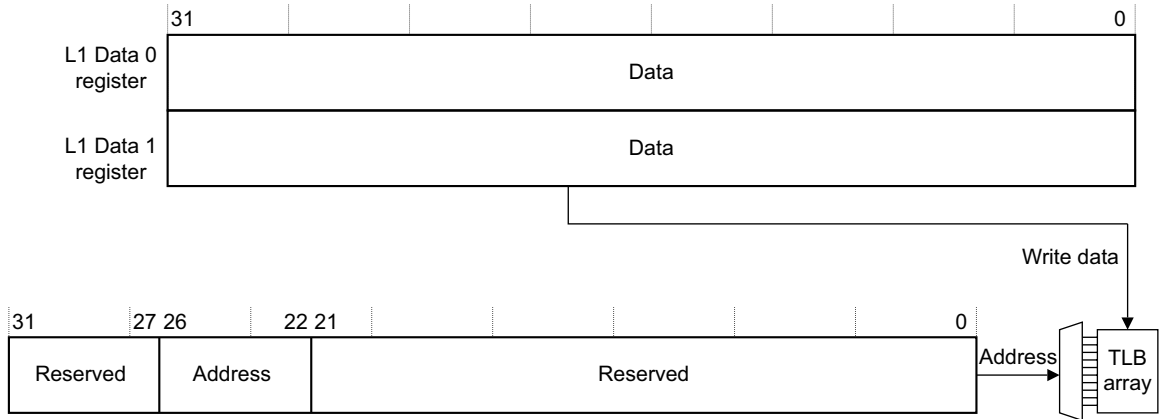 31 0
L1 Data 0
register
Data
L1 Data 1
register
Data
Write data
31 27 26 22 21 0
Reserved Address Reserved
Address
TLB
array